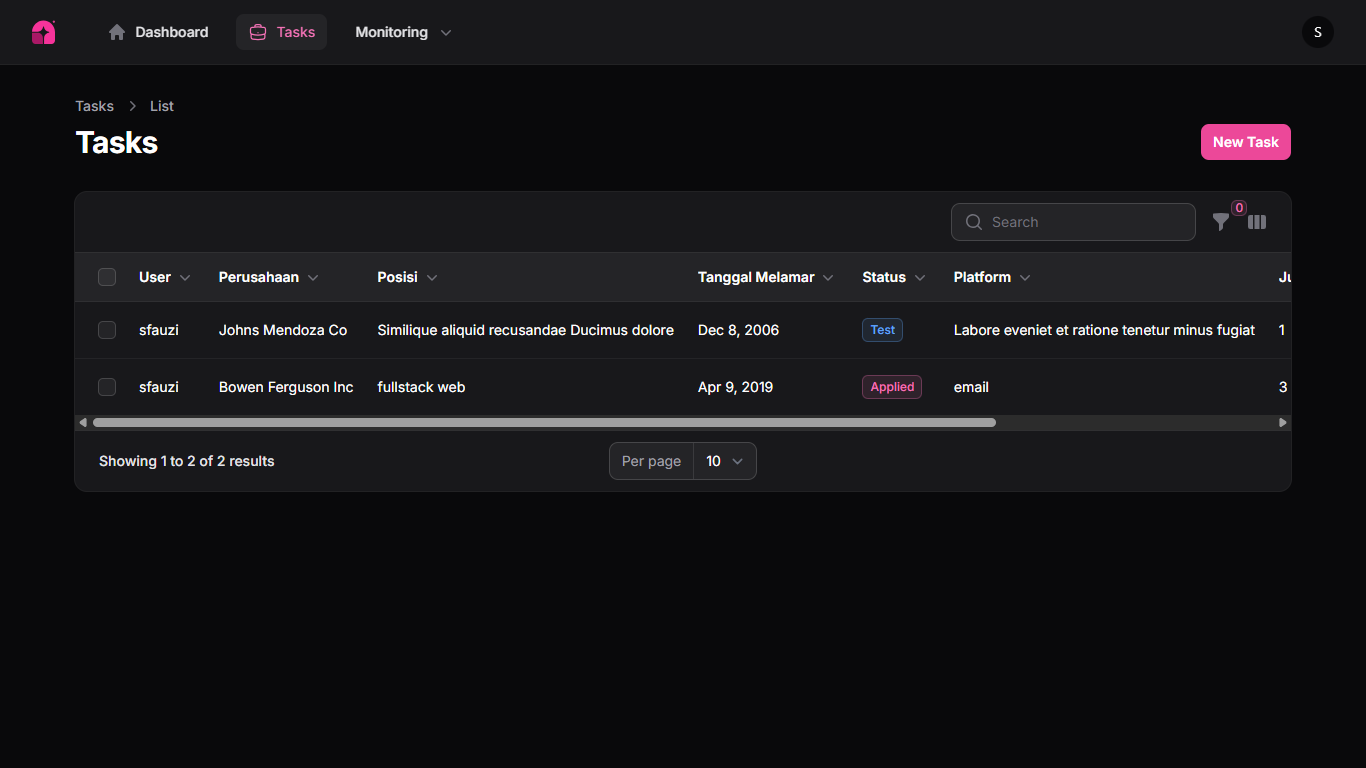 Dashboard Tasks Monitoring S
Tasks List
Tasks
New Task
0
Search
User Perusahaan Posisi Tanggal Melamar Status Platform Ju
sfauzi Johns Mendoza Co Similique aliquid recusandae Ducimus dolore Dec 8, 2006 Test Labore eveniet et ratione tenetur minus fugiat 1
sfauzi Bowen Ferguson Inc fullstack web Apr 9, 2019 Applied email 3
Showing 1 to 2 of 2 results Per page 10